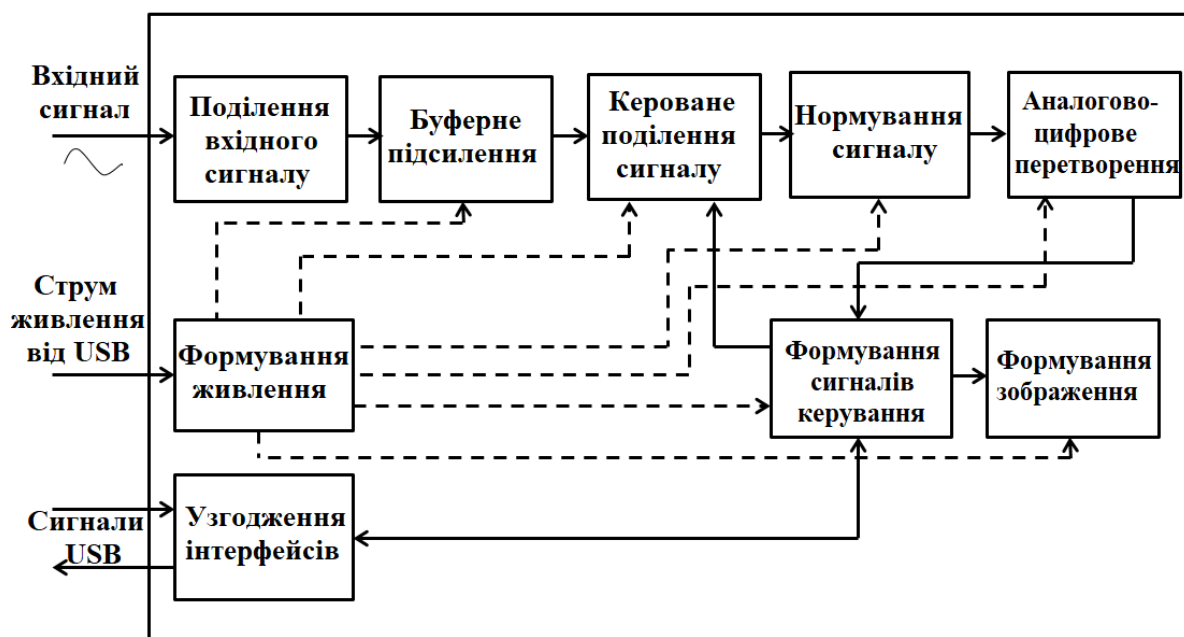 Вхідний
сигнал
Поділення
вхідного
сигналу
Буферне
підсилення
Кероване
поділення
сигналу
Нормування
сигналу
Аналогово-
цифрове
перетворення
Струм
живлення
від USB
Формування
живлення
Формування
сигналів
керування
Формування
зображення
Сигнали
USB
Узгодження
інтерфейсів